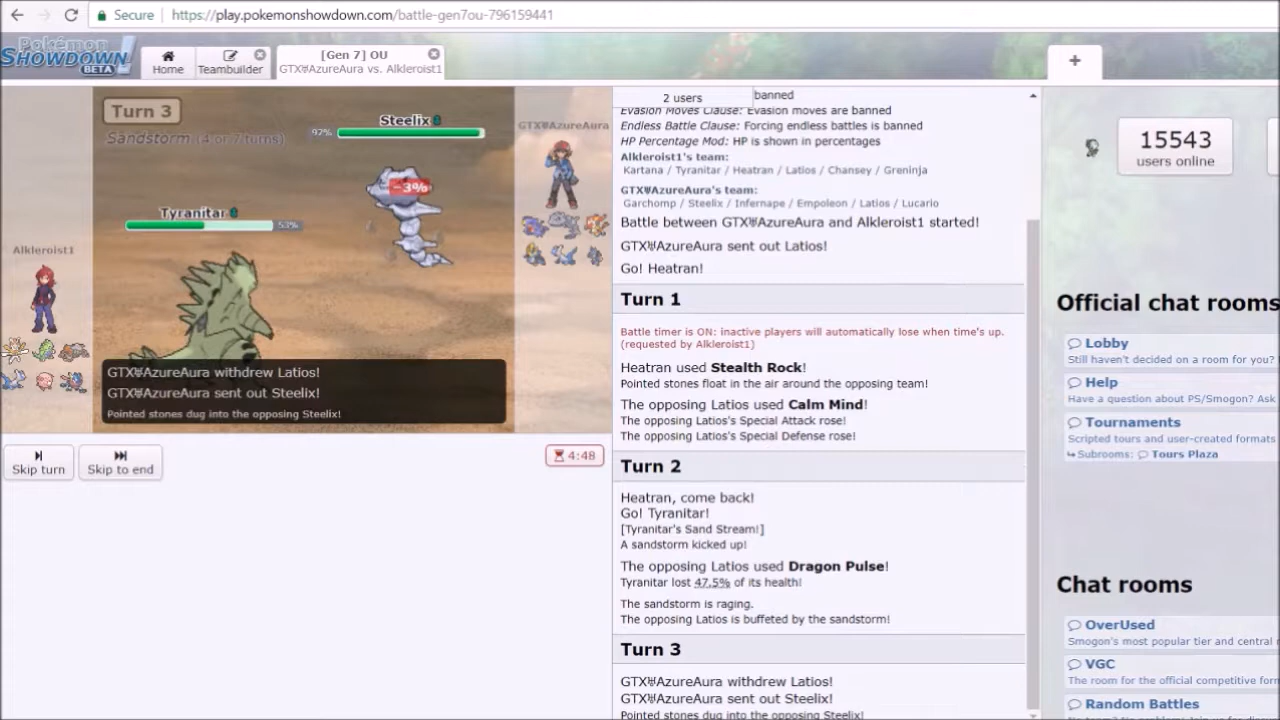 Secure
https://play.pokemonshowdown.com/battle-gen7ou-796159441
Pokémon
SHOWDOWN
BETA
Home
Teambuilder
[Gen 7] OU
GTX¥AzureAura vs. Alkleroist1
+
Turn 3
Sandstorm (4 or 7 turns)
Steelix
92%
-3%
Tyranitar
53%
Alkleroist1
GTX¥AzureAura
GTX¥AzureAura withdrew Latios!
GTX¥AzureAura sent out Steelix!
Pointed stones dug into the opposing Steelix!
Skip turn
Skip to end
4:48
2 users
banned
Evasion Moves Clause: Evasion moves are banned
Endless Battle Clause: Forcing endless battles is banned
HP Percentage Mod: HP is shown in percentages
Alkleroist1's team:
Kartana / Tyranitar / Heatran / Latios / Chansey / Greninja
GTX¥AzureAura's team:
Garchomp / Steelix / Infernape / Empoleon / Latios / Lucario
Battle between GTX¥AzureAura and Alkleroist1 started!
GTX¥AzureAura sent out Latios!
Go! Heatran!
Turn 1
Battle timer is ON: inactive players will automatically lose when time's up.
(requested by Alkleroist1)
Heatran used Stealth Rock!
Pointed stones float in the air around the opposing team!
The opposing Latios used Calm Mind!
The opposing Latios's Special Attack rose!
The opposing Latios's Special Defense rose!
Turn 2
Heatran, come back!
Go! Tyranitar!
[Tyranitar's Sand Stream!]
A sandstorm kicked up!
The opposing Latios used Dragon Pulse!
Tyranitar lost 47.5% of its health!
The sandstorm is raging.
The opposing Latios is buffeted by the sandstorm!
Turn 3
GTX¥AzureAura withdrew Latios!
GTX¥AzureAura sent out Steelix!
Pointed stones dug into the opposing Steelix!
15543
users online
Official chat rooms
Lobby
Still haven't decided on a room for you?
Help
Have a question about PS/Smogon? Ask
Tournaments
Scripted tours and user-created formats
Subrooms: Tours Plaza
Chat rooms
OverUsed
Smogon's most popular tier and central
VGC
The room for the official competitive
Random Battles